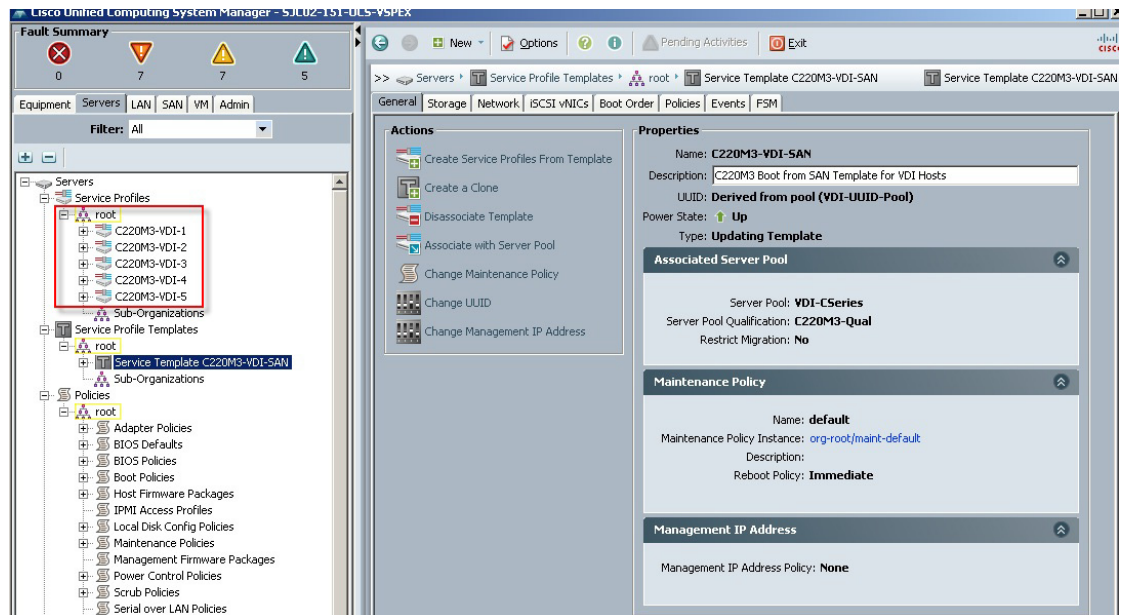 Cisco Unified Computing System Manager - SJC02-151-UCS-VSPEX
Fault Summary
0 7 7 5
New Options Pending Activities Exit
cisco
>> Servers Service Profile Templates root Service Template C220M3-VDI-SAN Service Template C220M3-VDI-SAN
Equipment Servers LAN SAN VM Admin
Filter: All
Servers
Service Profiles
root
C220M3-VDI-1
C220M3-VDI-2
C220M3-VDI-3
C220M3-VDI-4
C220M3-VDI-5
Sub-Organizations
Service Profile Templates
root
Service Template C220M3-VDI-SAN
Sub-Organizations
Policies
root
Adapter Policies
BIOS Defaults
BIOS Policies
Boot Policies
Host Firmware Packages
IPMI Access Profiles
Local Disk Config Policies
Maintenance Policies
Management Firmware Packages
Power Control Policies
Scrub Policies
Serial over LAN Policies
General Storage Network iSCSI vNICs Boot Order Policies Events FSM
Actions
Create Service Profiles From Template
Create a Clone
Disassociate Template
Associate with Server Pool
Change Maintenance Policy
Change UUID
Change Management IP Address
Properties
Name: C220M3-VDI-SAN
Description: C220M3 Boot from SAN Template for VDI Hosts
UUID: Derived from pool (VDI-UUID-Pool)
Power State: Up
Type: Updating Template
Associated Server Pool
Server Pool: VDI-CSeries
Server Pool Qualification: C220M3-Qual
Restrict Migration: No
Maintenance Policy
Name: default
Maintenance Policy Instance: org-root/maint-default
Description:
Reboot Policy: Immediate
Management IP Address
Management IP Address Policy: None